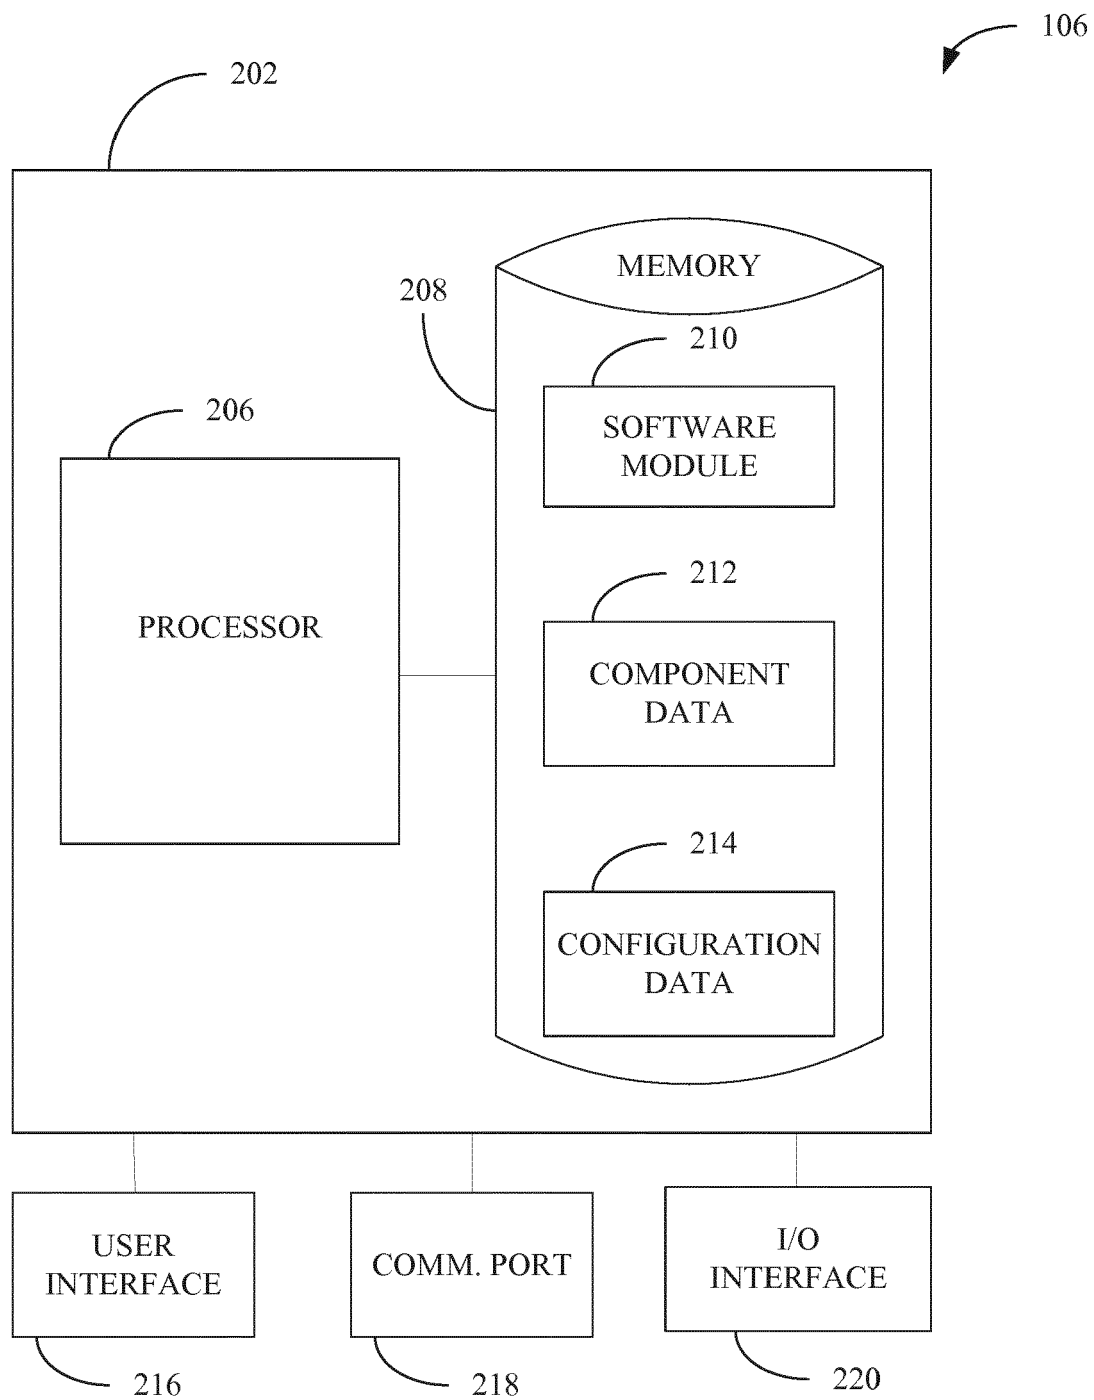 106
202
MEMORY
208
210
SOFTWARE
MODULE
206
PROCESSOR
212
COMPONENT
DATA
214
CONFIGURATION
DATA
USER
INTERFACE
COMM. PORT
I/O
INTERFACE
216
218
220